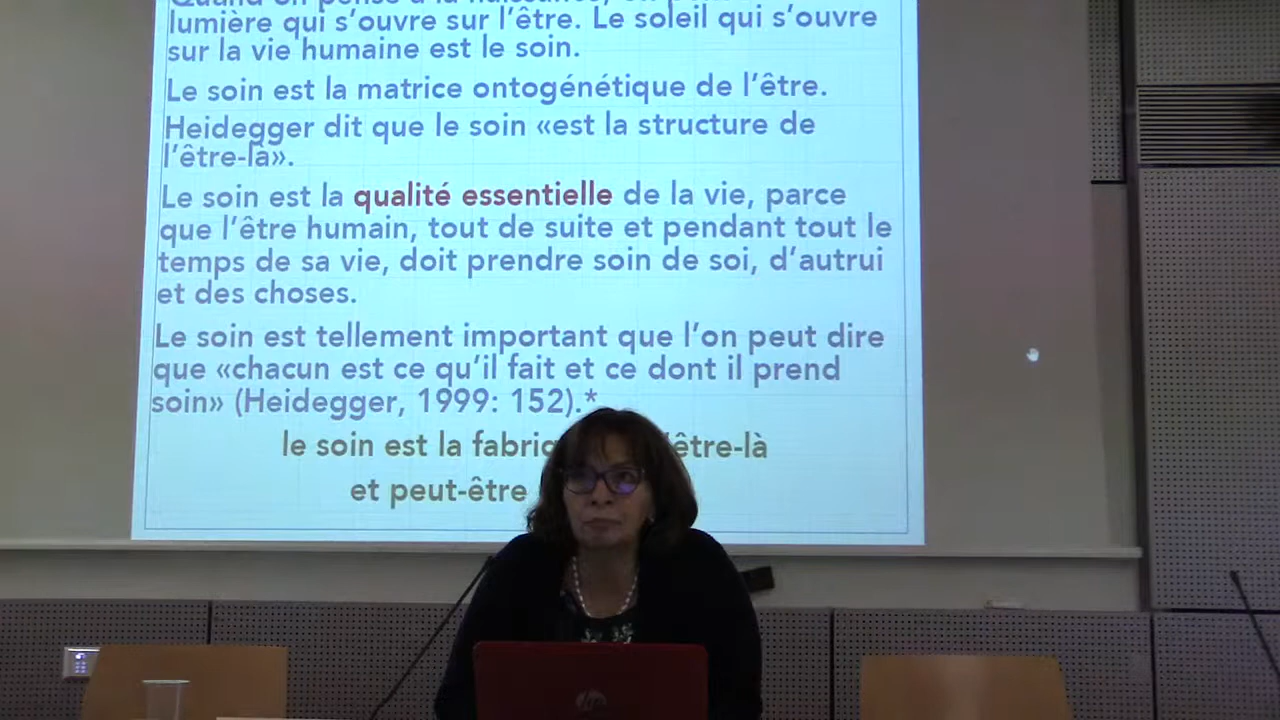 lumière qui s'ouvre sur l'être. Le soleil qui s'ouvre
sur la vie humaine est le soin.
Le soin est la matrice ontogénétique de l'être.
Heidegger dit que le soin «est la structure de
l'être-là».
Le soin est la qualité essentielle de la vie, parce
que l'être humain, tout de suite et pendant tout le
temps de sa vie, doit prendre soin de soi, d'autrui
et des choses.
Le soin est tellement important que l'on peut dire
que «chacun est ce qu'il fait et ce dont il prend
soin» (Heidegger, 1999: 152).*
le soin est la l'être-là
et peut-être
hp